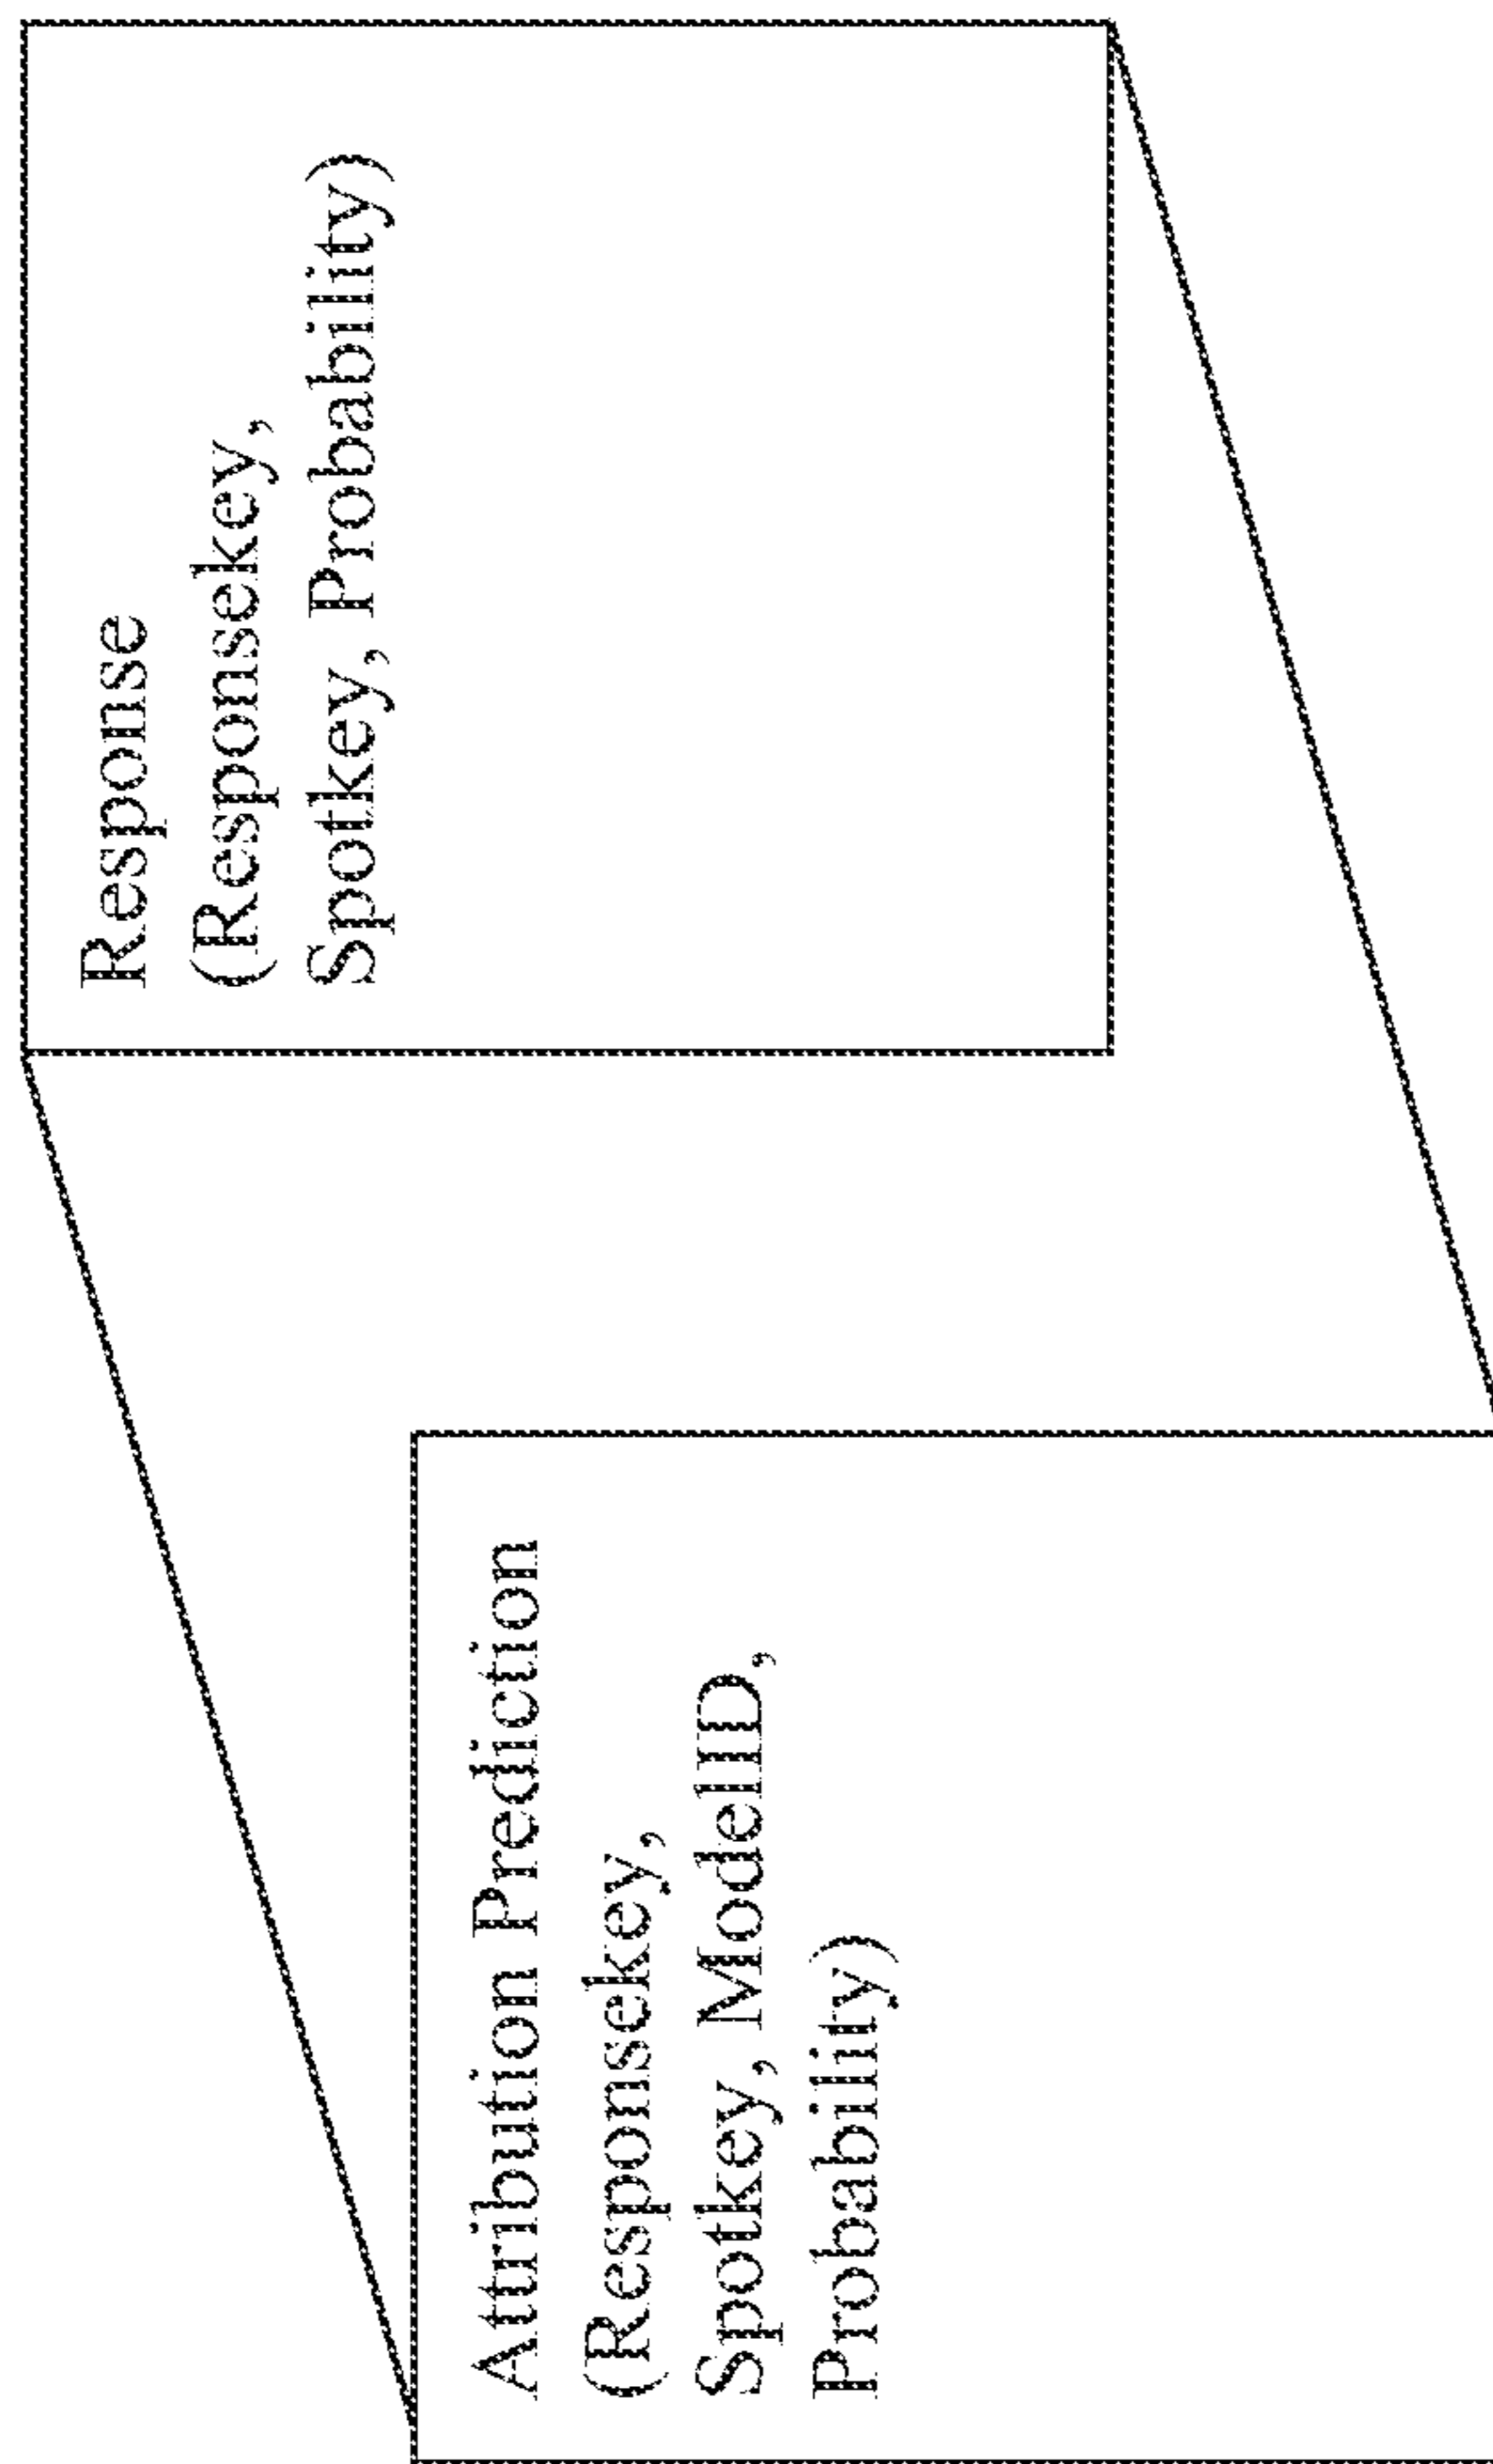 Attribution Prediction
(Responsekey,
Spotkey, ModelID,
Probability)
Response
(Responsekey,
Spotkey, Probability)